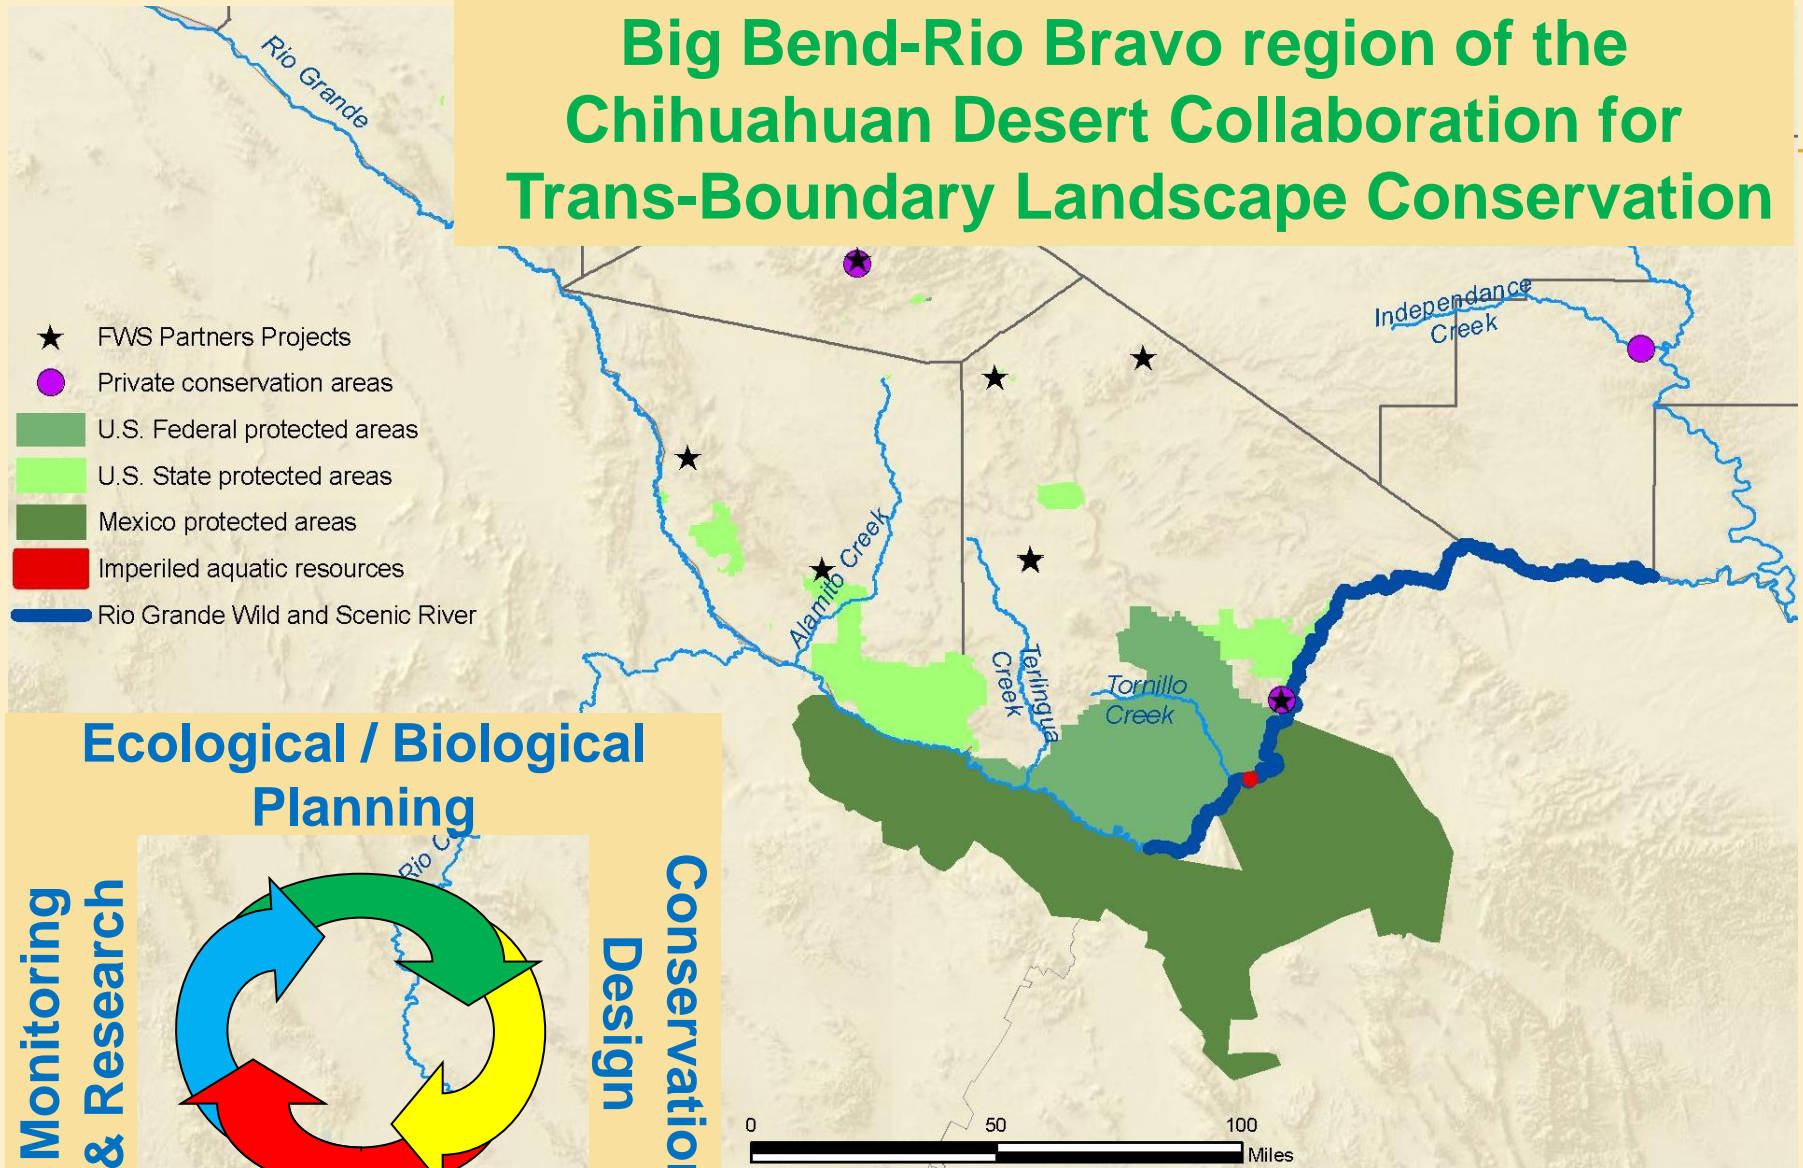 Big Bend-Rio Bravo region of the
Chihuahuan Desert Collaboration for
Trans-Boundary Landscape Conservation
Rio Grande
Independance
Creek
FWS Partners Projects
Private conservation areas
U.S. Federal protected areas
U.S. State protected areas
Mexico protected areas
Imperiled aquatic resources
Rio Grande Wild and Scenic River
Alamito Creek
Terlingua
Creek
Tornillo
Creek
Ecological / Biological
Planning
Rio
Monitoring
& Research
Conservation
Design
0 50 100
Miles